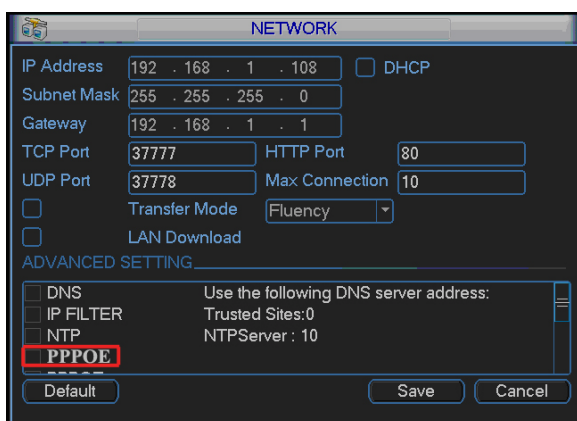 NETWORK
IP Address 192 . 168 . 1 . 108 DHCP
Subnet Mask 255 . 255 . 255 . 0
Gateway 192 . 168 . 1 . 1
TCP Port 37777 HTTP Port 80
UDP Port 37778 Max Connection 10
Transfer Mode Fluency
LAN Download
ADVANCED SETTING
DNS Use the following DNS server address:
IP FILTER Trusted Sites:0
NTP NTPServer : 10
PPPOE
Default Save Cancel